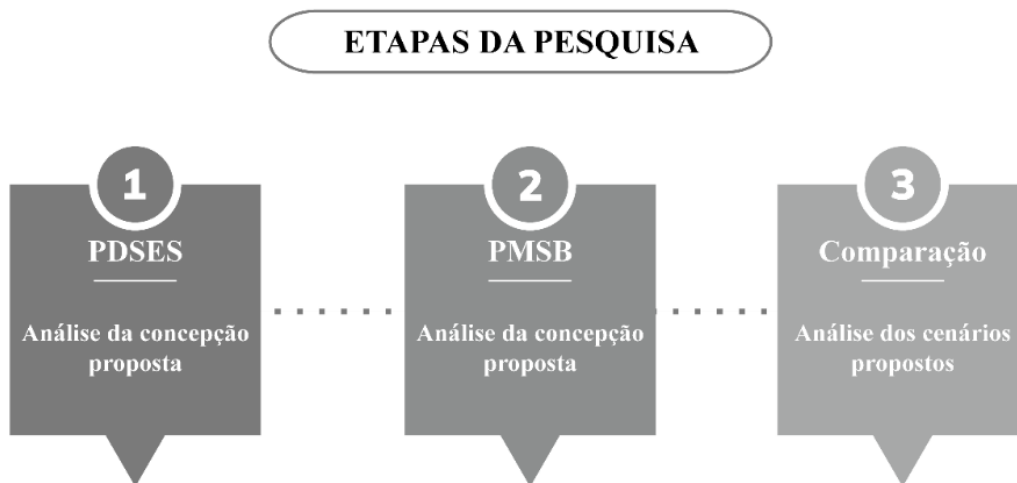 ETAPAS DA PESQUISA
1
PDSES
Análise da concepção
proposta
2
PMSB
Análise da concepção
proposta
3
Comparação
Análise dos cenários
propostos